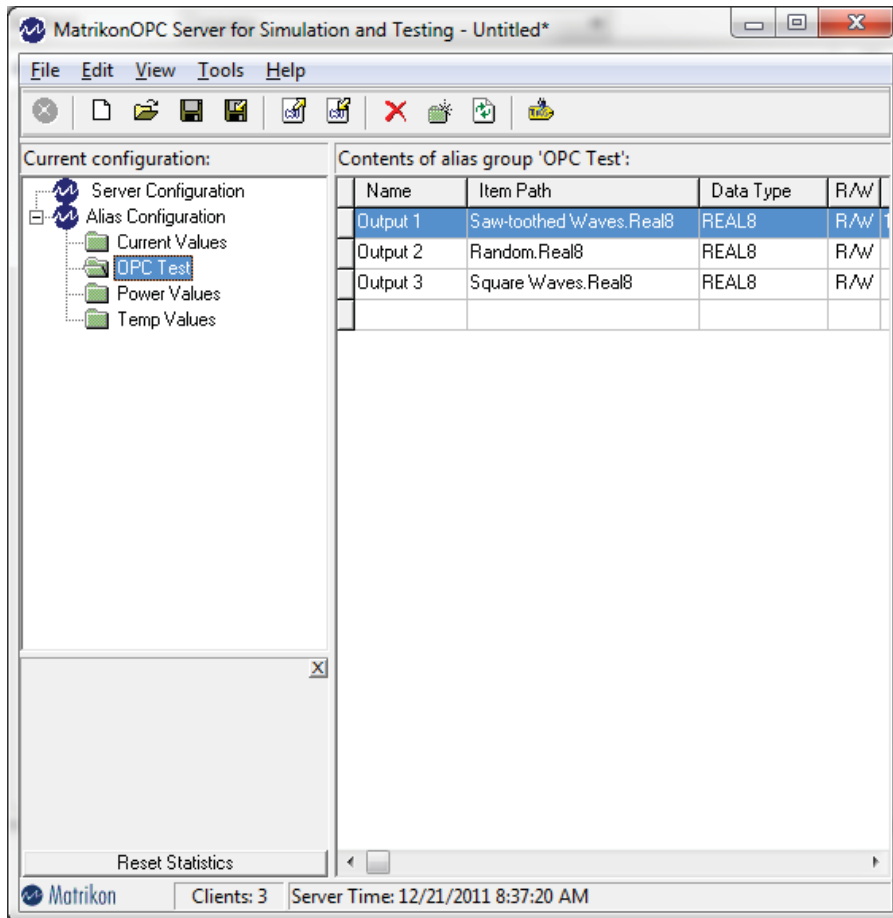 MatrikonOPC Server for Simulation and Testing - Untitled*
File Edit View Tools Help
Current configuration:
Server Configuration
Alias Configuration
Current Values
OPC Test
Power Values
Temp Values
Contents of alias group 'OPC Test':
Name Item Path Data Type R/W
Output 1 Saw-toothed Waves.Real8 REAL8 R/W 1
Output 2 Random.Real8 REAL8 R/W
Output 3 Square Waves.Real8 REAL8 R/W
Reset Statistics
Matrikon Clients: 3 Server Time: 12/21/2011 8:37:20 AM